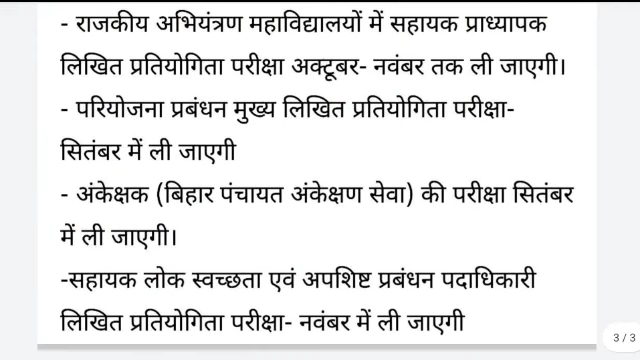 - राजकीय अभियंत्रण महाविद्यालयों में सहायक प्राध्यापक
लिखित प्रतियोगिता परीक्षा अक्टूबर- नवंबर तक ली जाएगी।
- परियोजना प्रबंधन मुख्य लिखित प्रतियोगिता परीक्षा-
सितंबर में ली जाएगी
- अंकेक्षक (बिहार पंचायत अंकेक्षण सेवा) की परीक्षा सितंबर
में ली जाएगी।
-सहायक लोक स्वच्छता एवं अपशिष्ट प्रबंधन पदाधिकारी
लिखित प्रतियोगिता परीक्षा- नवंबर में ली जाएगी
3 / 3